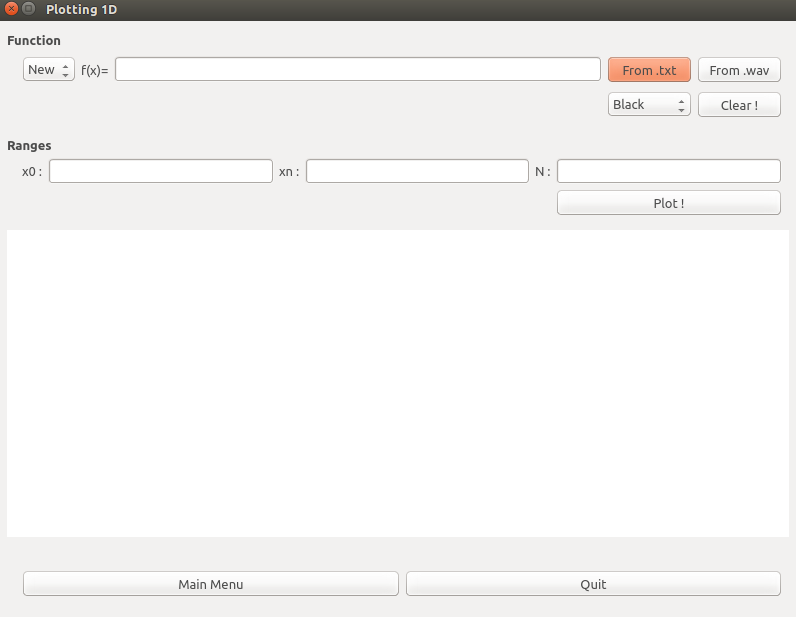 Plotting 1D
Function
New f(x)= From .txt From .wav
Black Clear !
Ranges
x0 : xn : N :
Plot !
Main Menu Quit